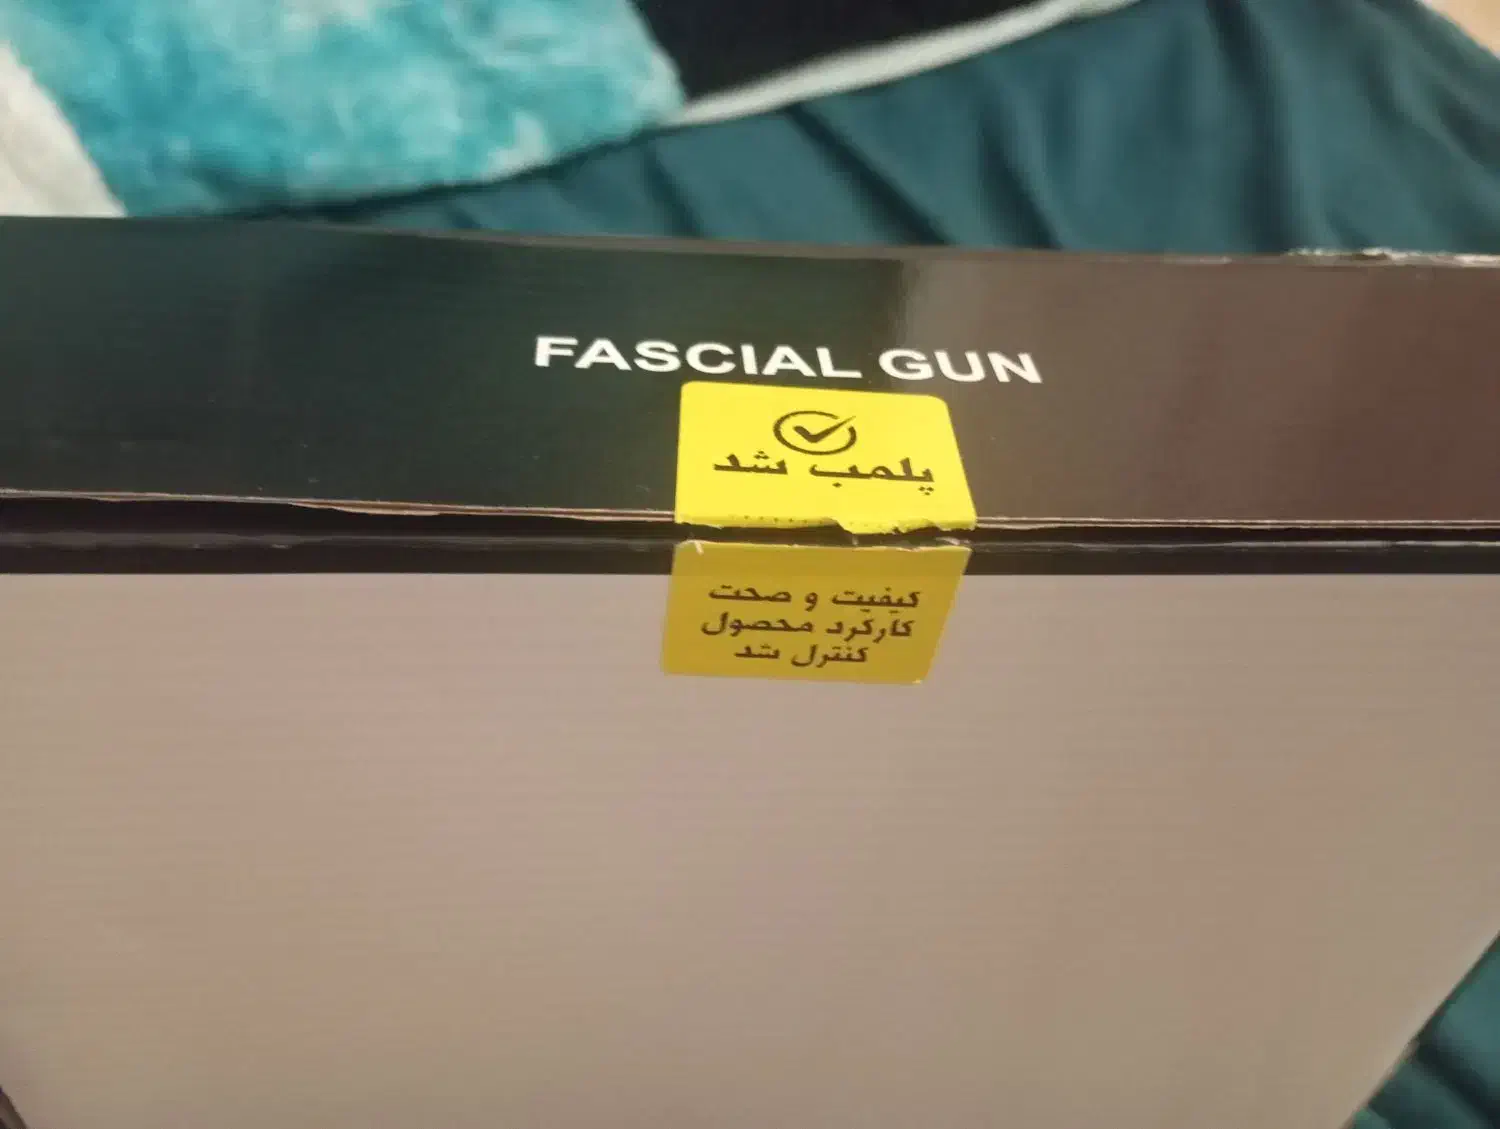 FASCIAL GUN
پلمب شد
کیفیت و صحت
کارکرد محصول
کنترل شد